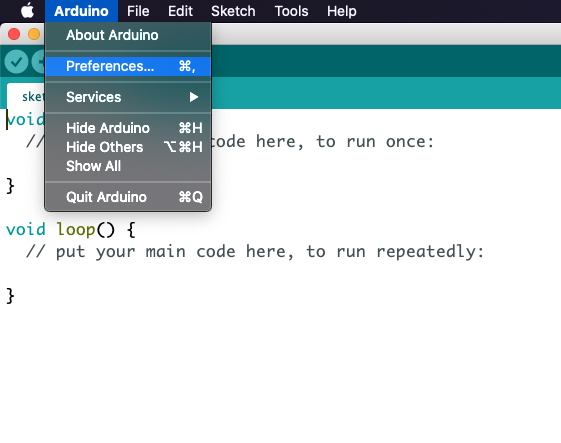 Arduino File Edit Sketch Tools Help
About Arduino
Preferences... ⌘,
Services ▶
Hide Arduino ⌘H
Hide Others ⌥⌘H
Show All
Quit Arduino ⌘Q
void
// code here, to run once:
}
void loop() {
// put your main code here, to run repeatedly:
}